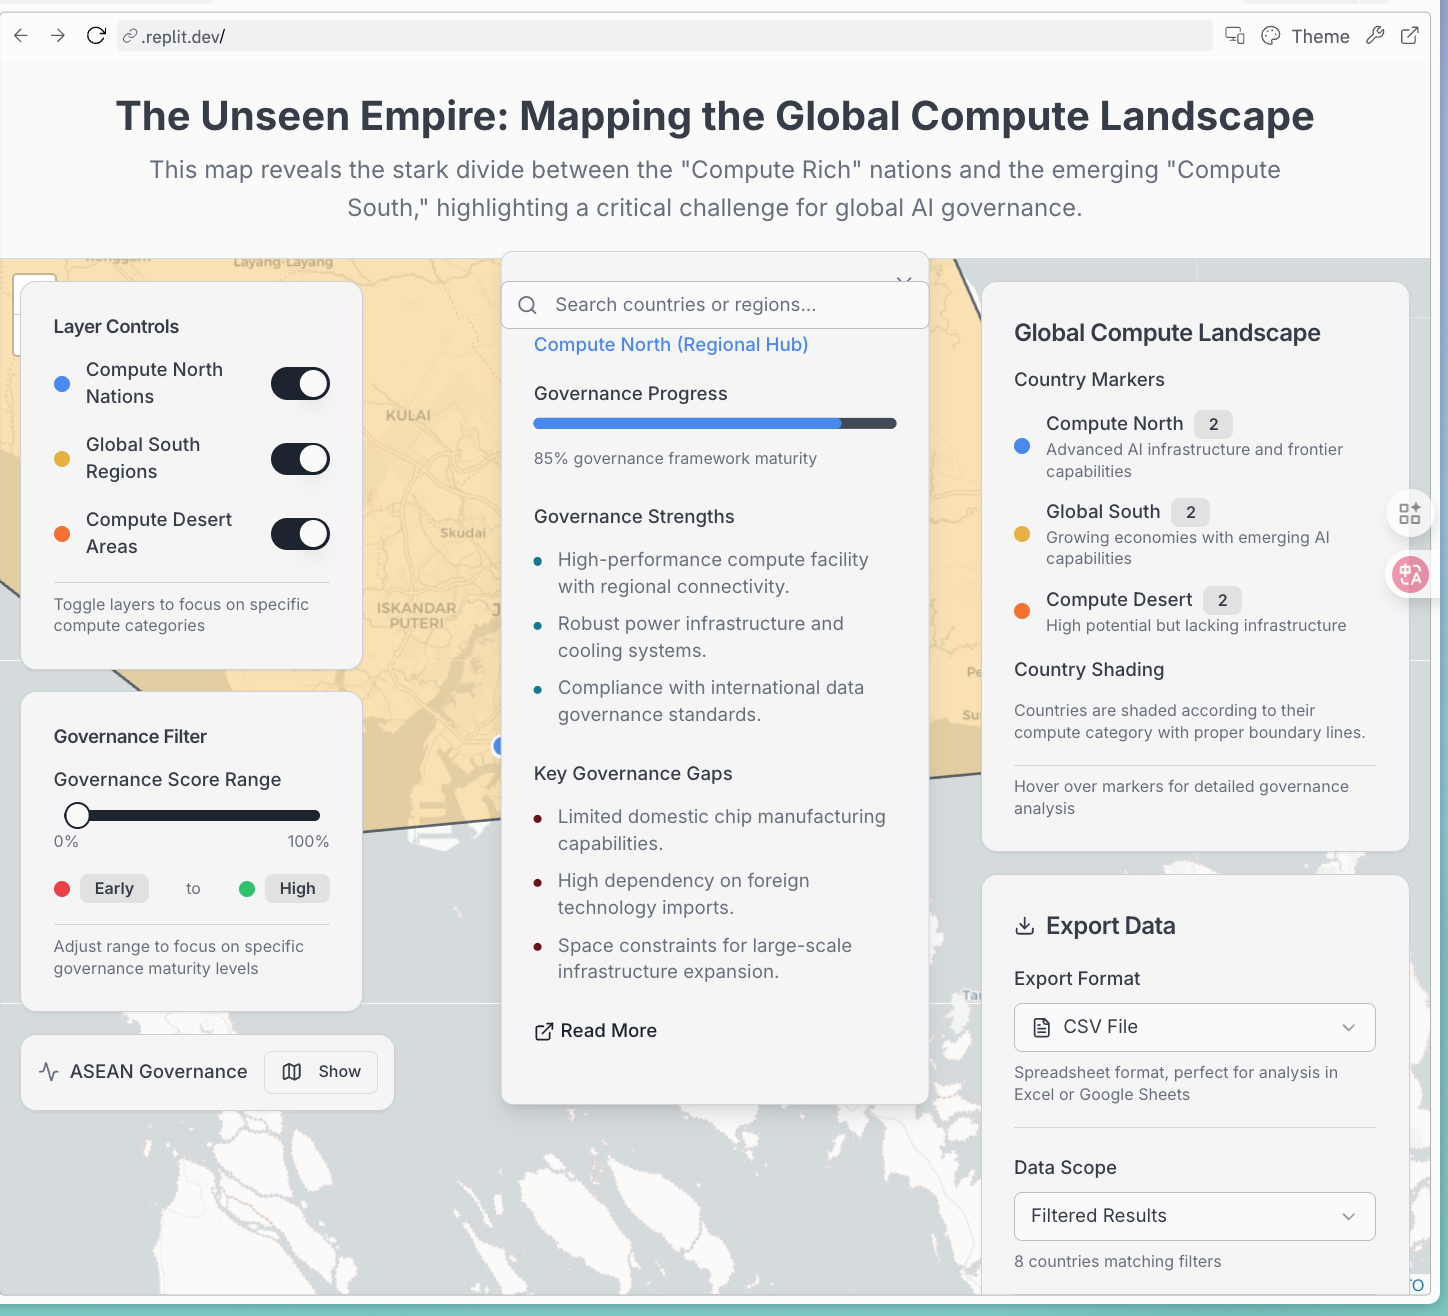 .replit.dev/
Theme
The Unseen Empire: Mapping the Global Compute Landscape
This map reveals the stark divide between the "Compute Rich" nations and the emerging "Compute
South," highlighting a critical challenge for global AI governance.
Layang-Layang
KULAI
Skudai
ISKANDAR
PUTERI
Layer Controls
Compute North
Nations
Global South
Regions
Compute Desert
Areas
Toggle layers to focus on specific
compute categories
Governance Filter
Governance Score Range
0%
100%
Early
to
High
Adjust range to focus on specific
governance maturity levels
ASEAN Governance
Show
Search countries or regions...
Compute North (Regional Hub)
Governance Progress
85% governance framework maturity
Governance Strengths
High-performance compute facility
with regional connectivity.
Robust power infrastructure and
cooling systems.
Compliance with international data
governance standards.
Key Governance Gaps
Limited domestic chip manufacturing
capabilities.
High dependency on foreign
technology imports.
Space constraints for large-scale
infrastructure expansion.
Read More
Global Compute Landscape
Country Markers
Compute North 2
Advanced AI infrastructure and frontier
capabilities
Global South 2
Growing economies with emerging AI
capabilities
Compute Desert 2
High potential but lacking infrastructure
Country Shading
Countries are shaded according to their
compute category with proper boundary lines.
Hover over markers for detailed governance
analysis
Export Data
Export Format
CSV File
Spreadsheet format, perfect for analysis in
Excel or Google Sheets
Data Scope
Filtered Results
8 countries matching filters